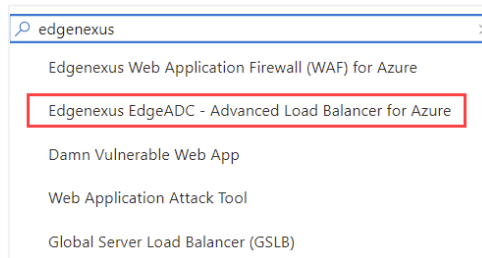 edgenexus
Edgenexus Web Application Firewall (WAF) for Azure
Edgenexus EdgeADC - Advanced Load Balancer for Azure
Damn Vulnerable Web App
Web Application Attack Tool
Global Server Load Balancer (GSLB)